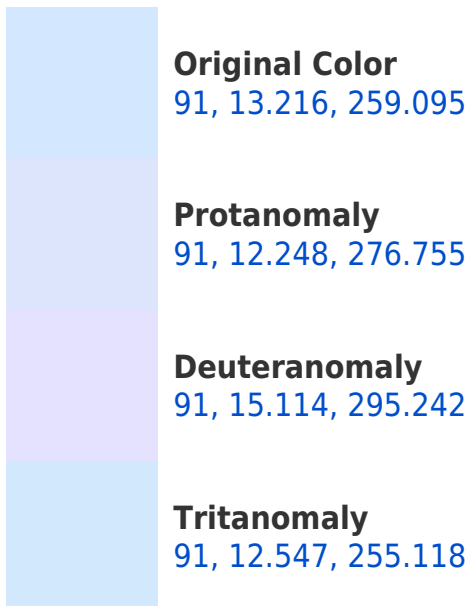 Original Color
91, 13.216, 259.095
Protanomaly
91, 12.248, 276.755
Deuteranomaly
91, 15.114, 295.242
Tritanomaly
91, 12.547, 255.118